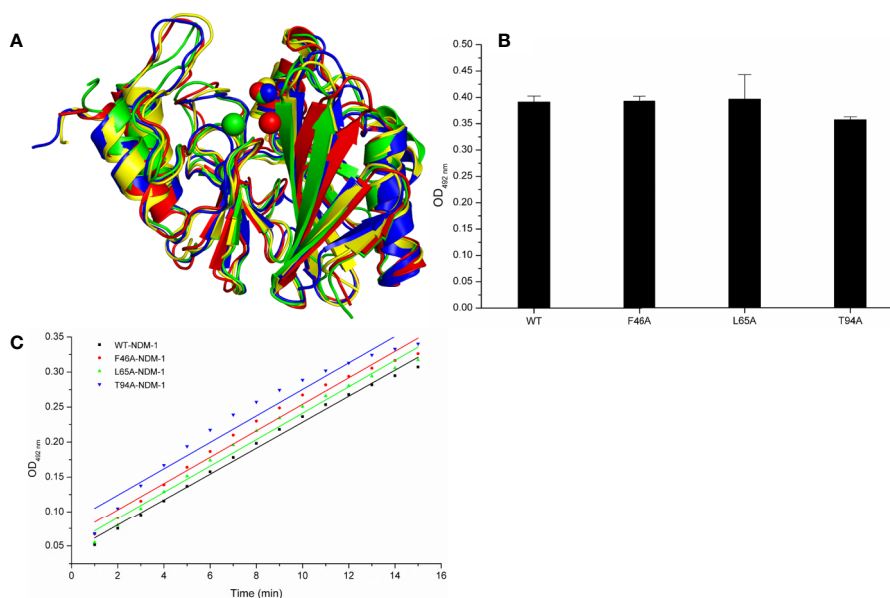 A
B
0.50
0.45
0.40
0.35
0.30
0.25
0.20
0.15
0.10
0.05
0.00
OD492 nm
WT
F46A
L65A
T94A
C
0.35
0.30
0.25
0.20
0.15
0.10
0.05
OD492 nm
WT-NDM-1
F46A-NDM-1
L65A-NDM-1
T94A-NDM-1
0
2
4
6
8
10
12
14
16
Time (min)